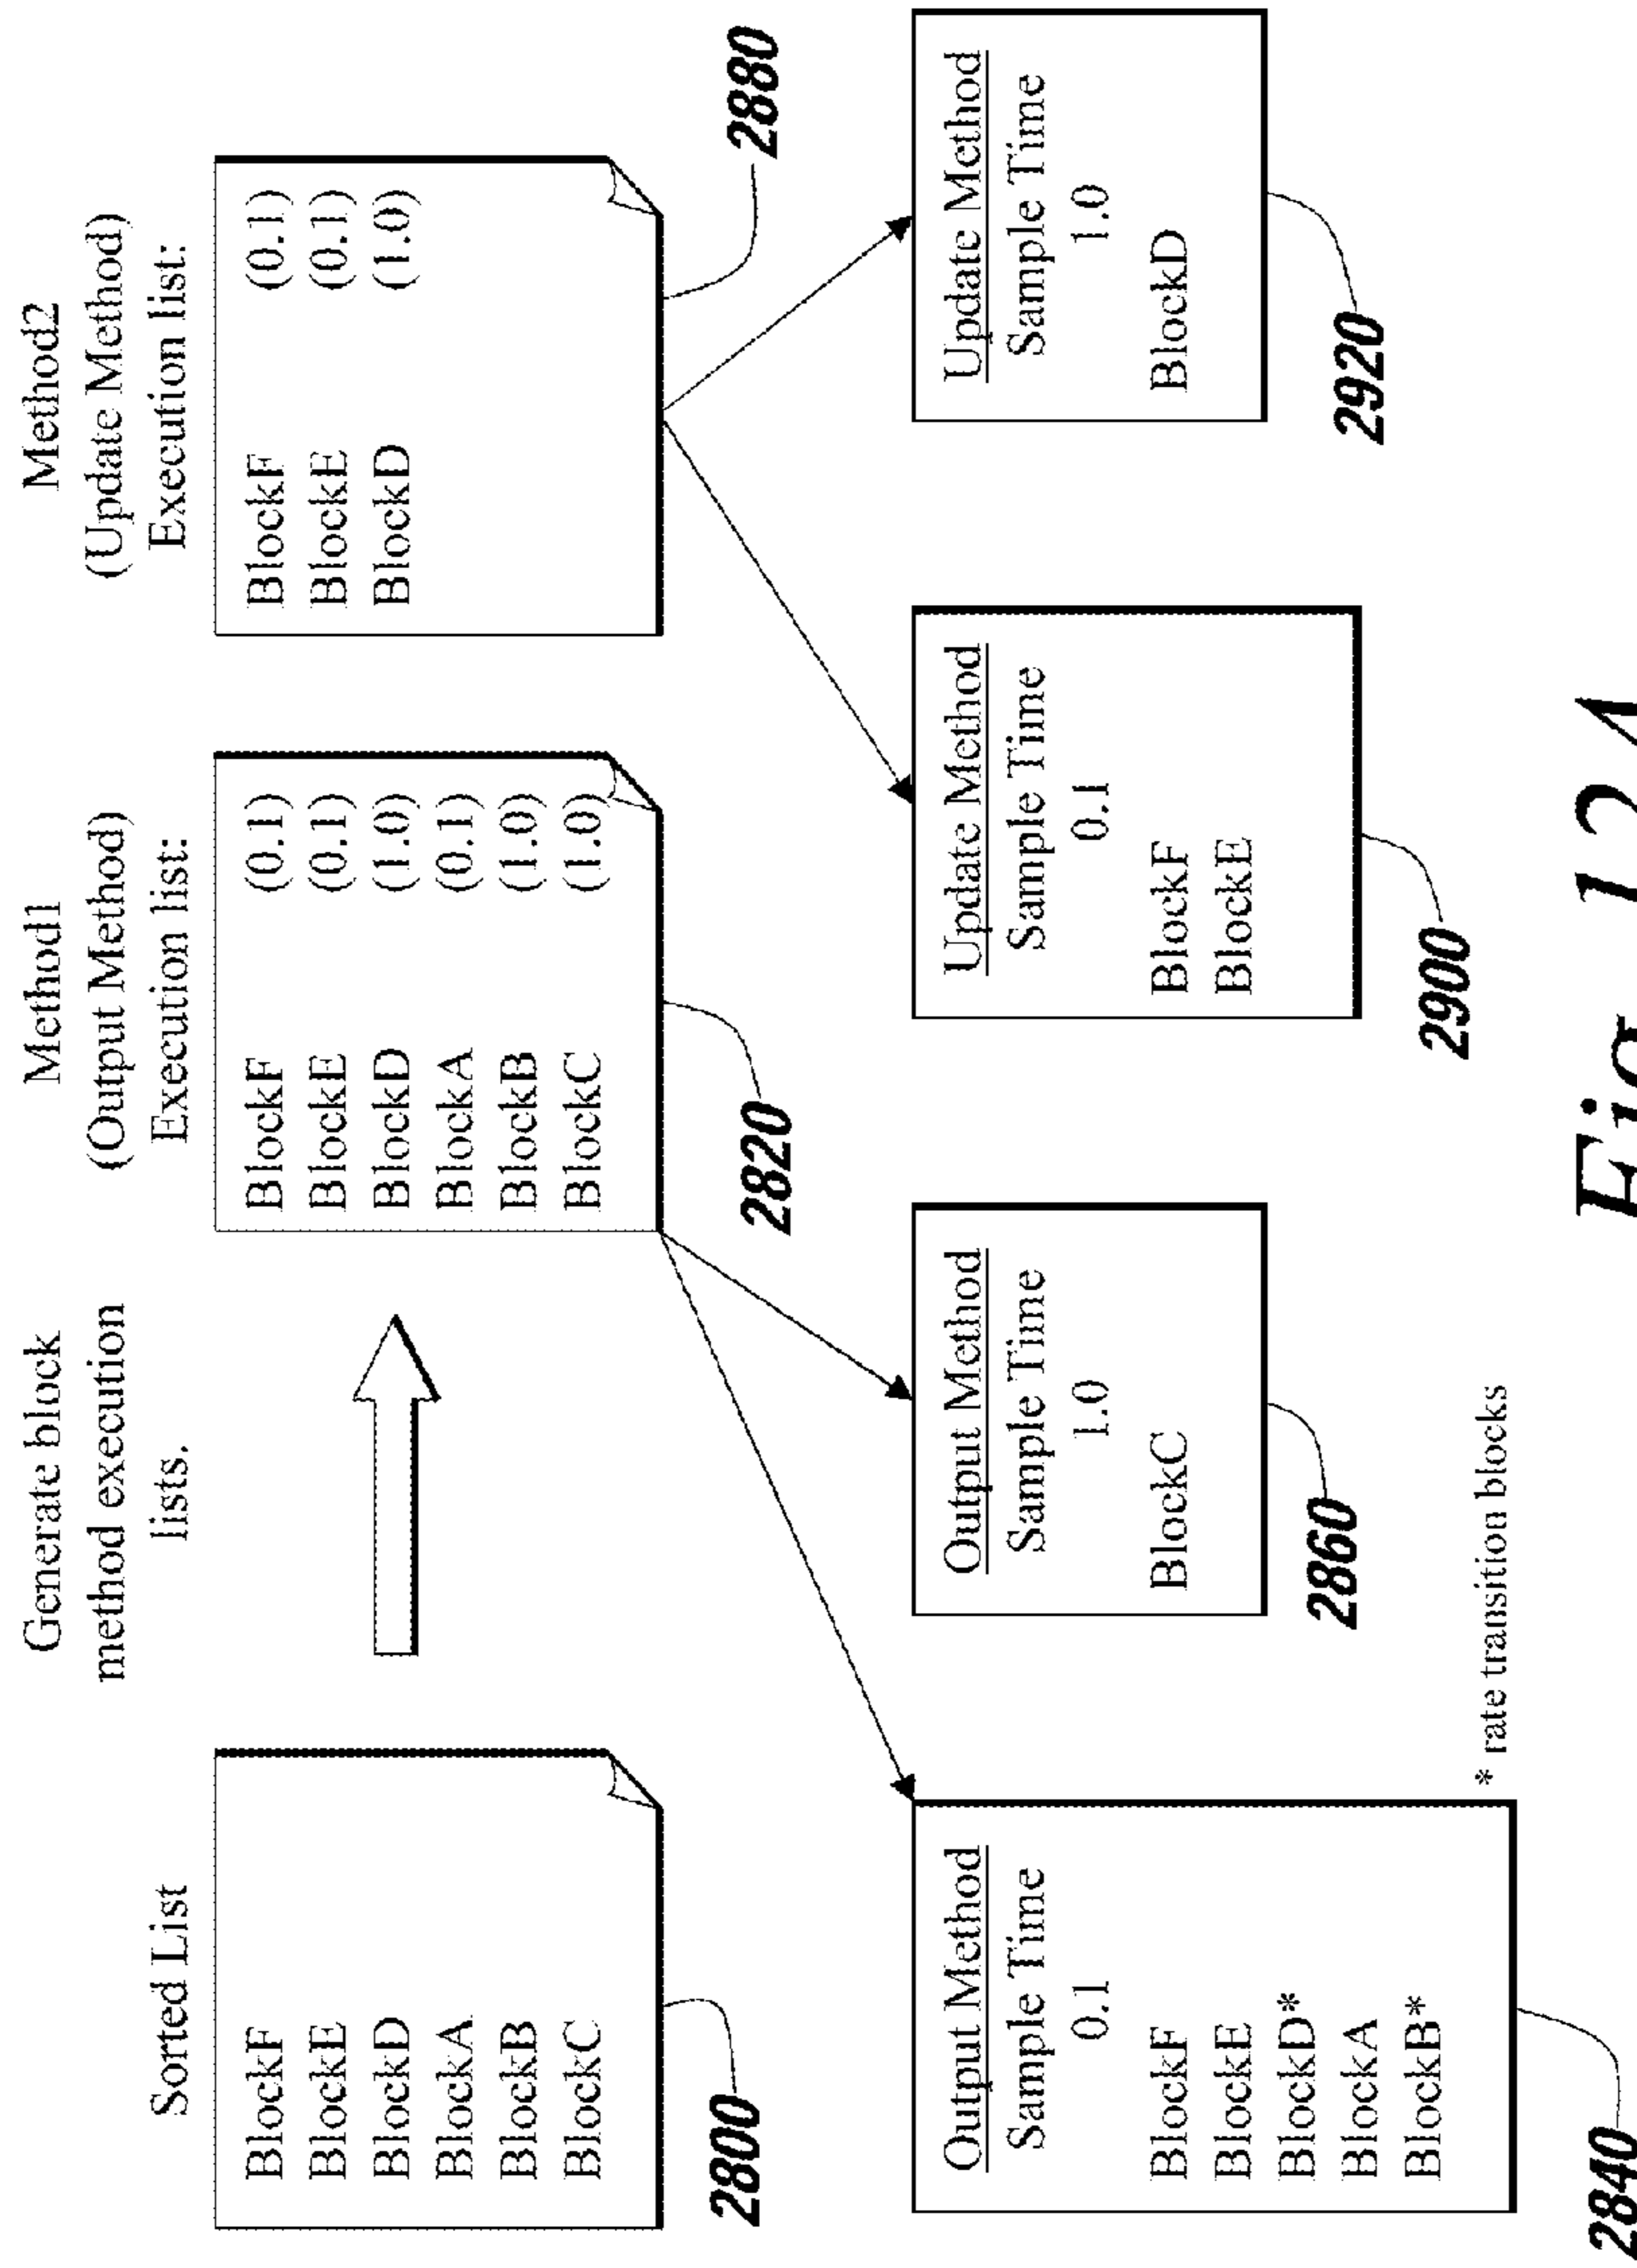 Sorted List
BlockF
BlockE
BlockD
BlockA
BlockB
BlockC
2800
Generate block
method execution
lists.
Method1
(Output Method)
Execution list:
BlockF (0.1)
BlockE (0.1)
BlockD (1.0)
BlockA (0.1)
BlockB (1.0)
BlockC (1.0)
2820
Method2
(Update Method)
Execution list:
BlockF (0.1)
BlockE (0.1)
BlockD (1.0)
2880
Output Method
Sample Time
0.1
BlockF
BlockE
BlockD*
BlockA
BlockB*
2840
Output Method
Sample Time
1.0
BlockC
2860
* rate transition blocks
Update Method
Sample Time
0.1
BlockF
BlockE
2900
Update Method
Sample Time
1.0
BlockD
2920
Fig. 12A